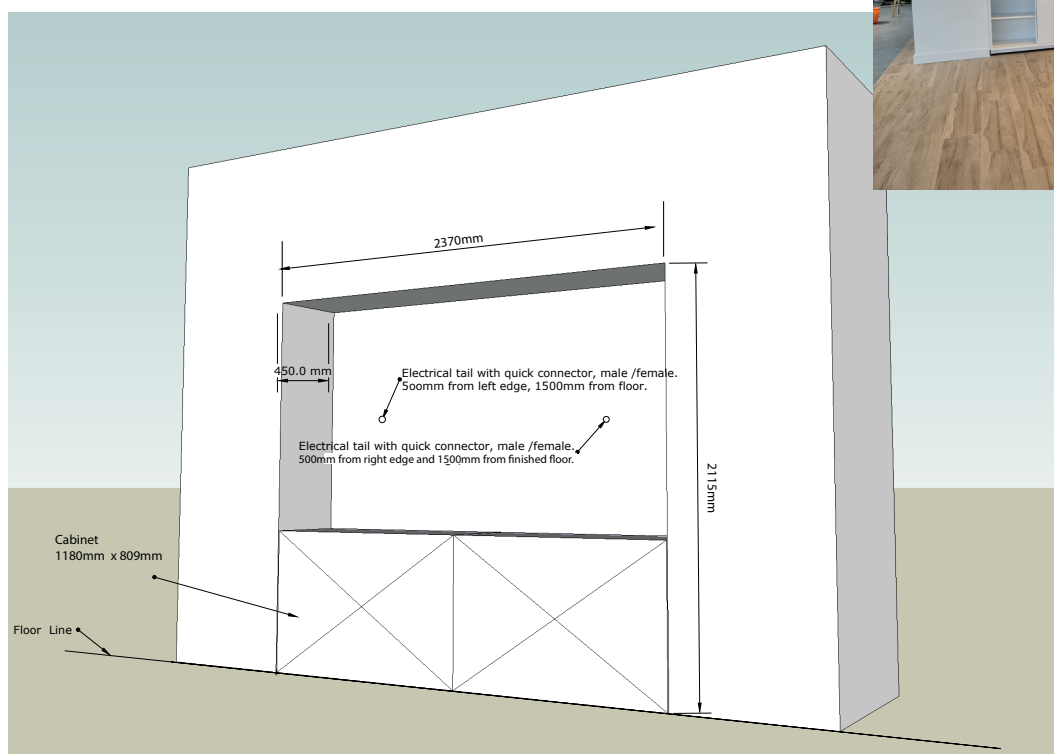 2370mm
450.0 mm
Electrical tail with quick connector, male /female.
5oomm from left edge, 1500mm from floor.
Electrical tail with quick connector, male /female.
500mm from right edge and 1500mm from finished floor.
2115mm
Cabinet
1180mm x 809mm
Floor Line